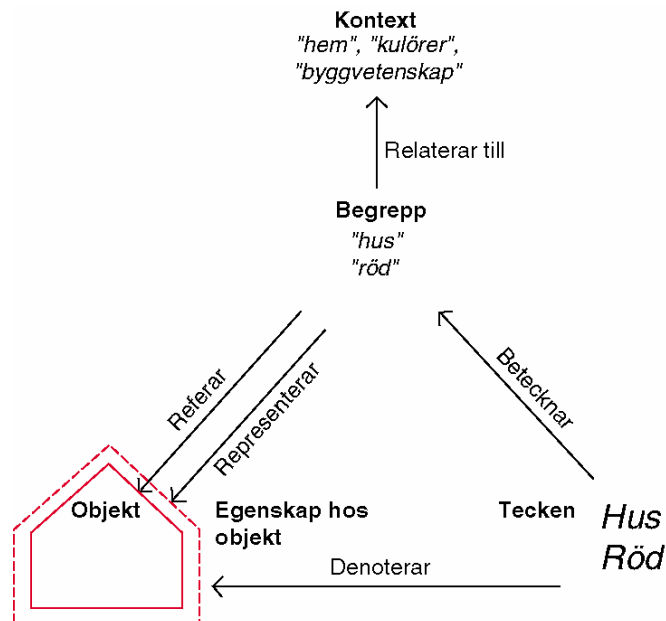 Kontext
"hem", "kulörer",
"byggvetenskap"
Relaterar till
Begrepp
"hus"
"röd"
Referar
Representerar
Betecknar
Objekt
Egenskap hos
objekt
Tecken
Hus
Röd
Denoterar